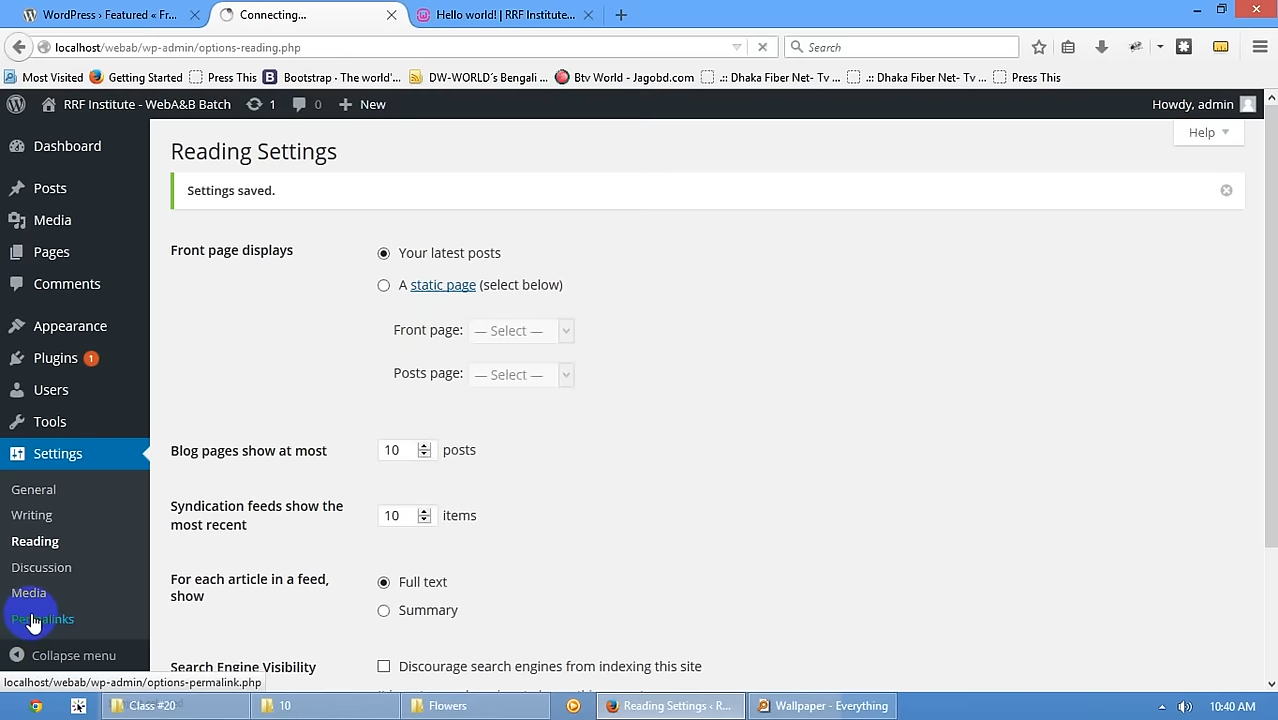 WordPress › Featured « Fr...
Connecting...
Hello world! | RRF Institute...
localhost/webab/wp-admin/options-reading.php
Search
Most Visited
Getting Started
Press This
Bootstrap · The world'...
DW-WORLD's Bengali ...
Btv World - Jagobd.com
.:: Dhaka Fiber Net- Tv ...
.:: Dhaka Fiber Net- Tv ...
Press This
RRF Institute - WebA&B Batch
1
0
New
Howdy, admin
Help
Dashboard
Posts
Media
Pages
Comments
Appearance
Plugins 1
Users
Tools
Settings
General
Writing
Reading
Discussion
Media
Permalinks
Collapse menu
Reading Settings
Settings saved.
Front page displays
Your latest posts
A static page (select below)
Front page: — Select —
Posts page: — Select —
Blog pages show at most
10 posts
Syndication feeds show the
most recent
10 items
For each article in a feed,
show
Full text
Summary
Search Engine Visibility
Discourage search engines from indexing this site
localhost/webab/wp-admin/options-permalink.php
Class #20
10
Flowers
Reading Settings ‹ R...
Wallpaper - Everything
10:40 AM